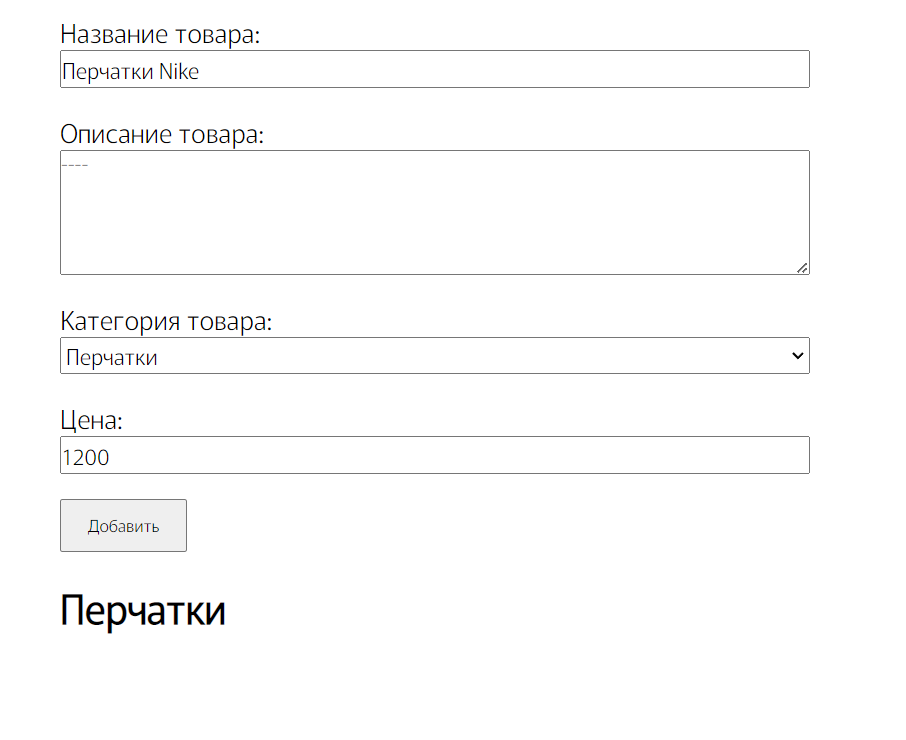 Название товара:
Перчатки Nike
Описание товара:
----
Категория товара:
Перчатки
Цена:
1200
Добавить
Перчатки